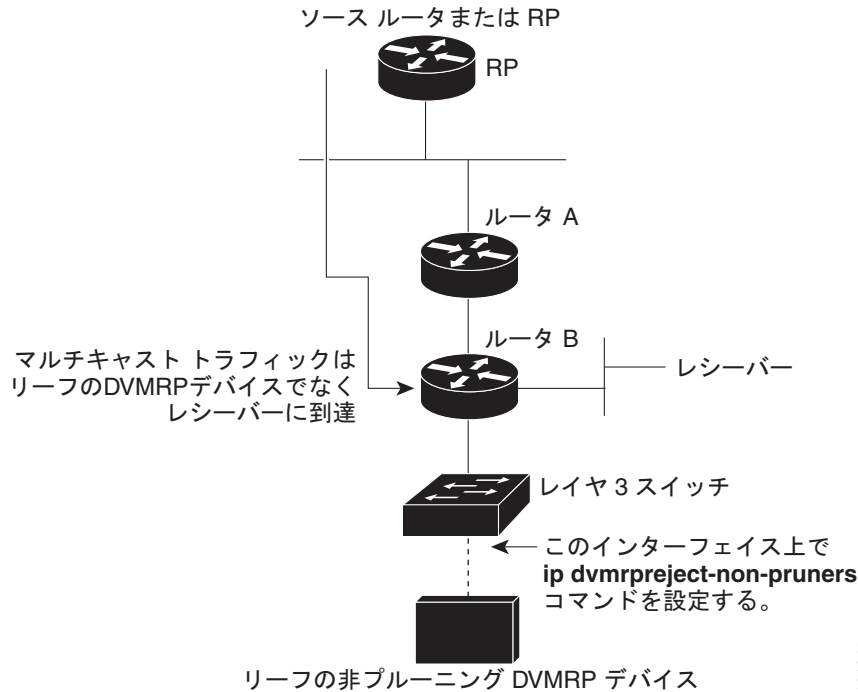 ソース ルータまたは RP
RP
ルータ A
ルータ B
マルチキャスト トラフィックは
リーフのDVMRPデバイスでなく
レシーバーに到達
レシーバー
レイヤ 3 スイッチ
このインターフェイス上で
ip dvmrpreject-non-pruners
コマンドを設定する。
リーフの非プルーニング DVMRP デバイス